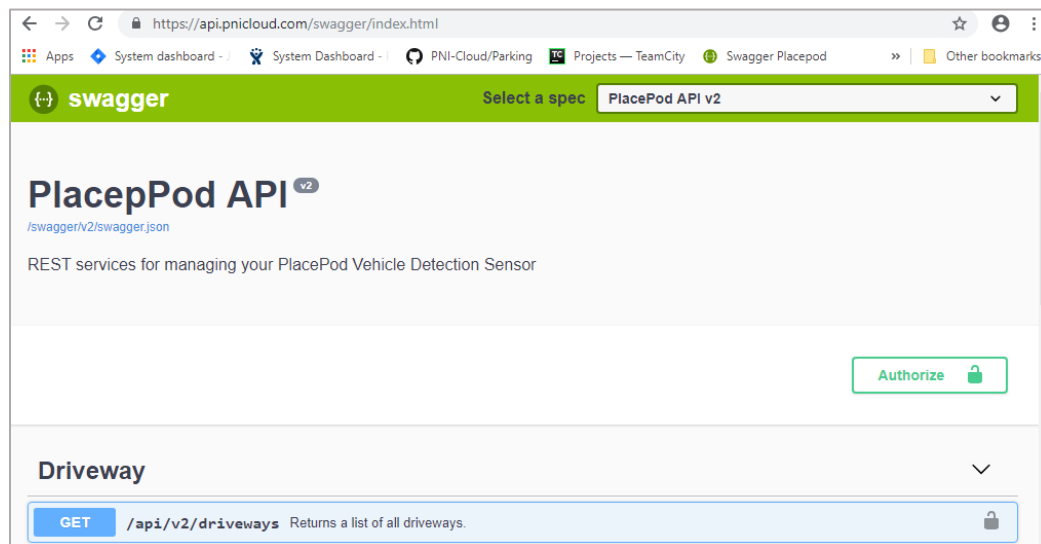 https://api.pnicloud.com/swagger/index.html
Apps System dashboard - J System Dashboard - PNI-Cloud/Parking TC Projects — TeamCity Swagger Placepod » Other bookmarks
{··} swagger Select a spec PlacePod API v2
PlacepPod API v2
/swagger/v2/swagger.json
REST services for managing your PlacePod Vehicle Detection Sensor
Authorize
Driveway
GET /api/v2/driveways Returns a list of all driveways.